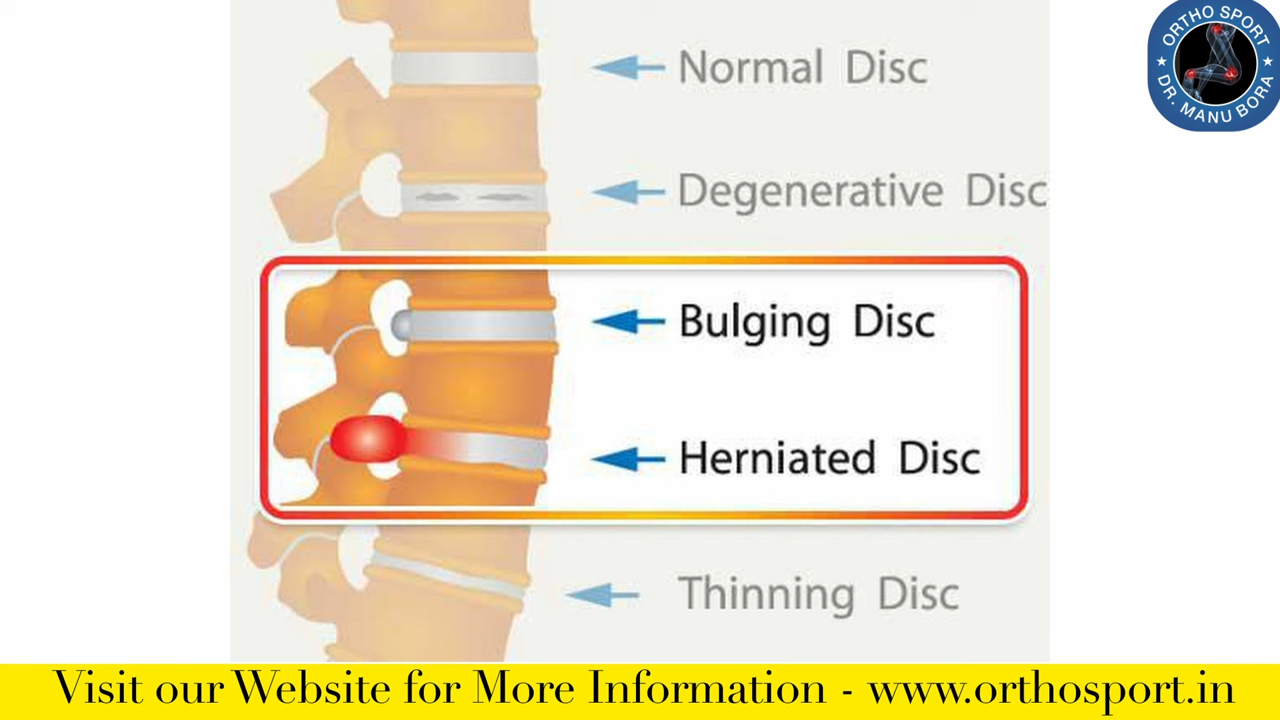 ORTHO SPORT
DR. MANU BORA
Normal Disc
Degenerative Disc
Bulging Disc
Herniated Disc
Thinning Disc
Visit our Website for More Information - www.orthosport.in